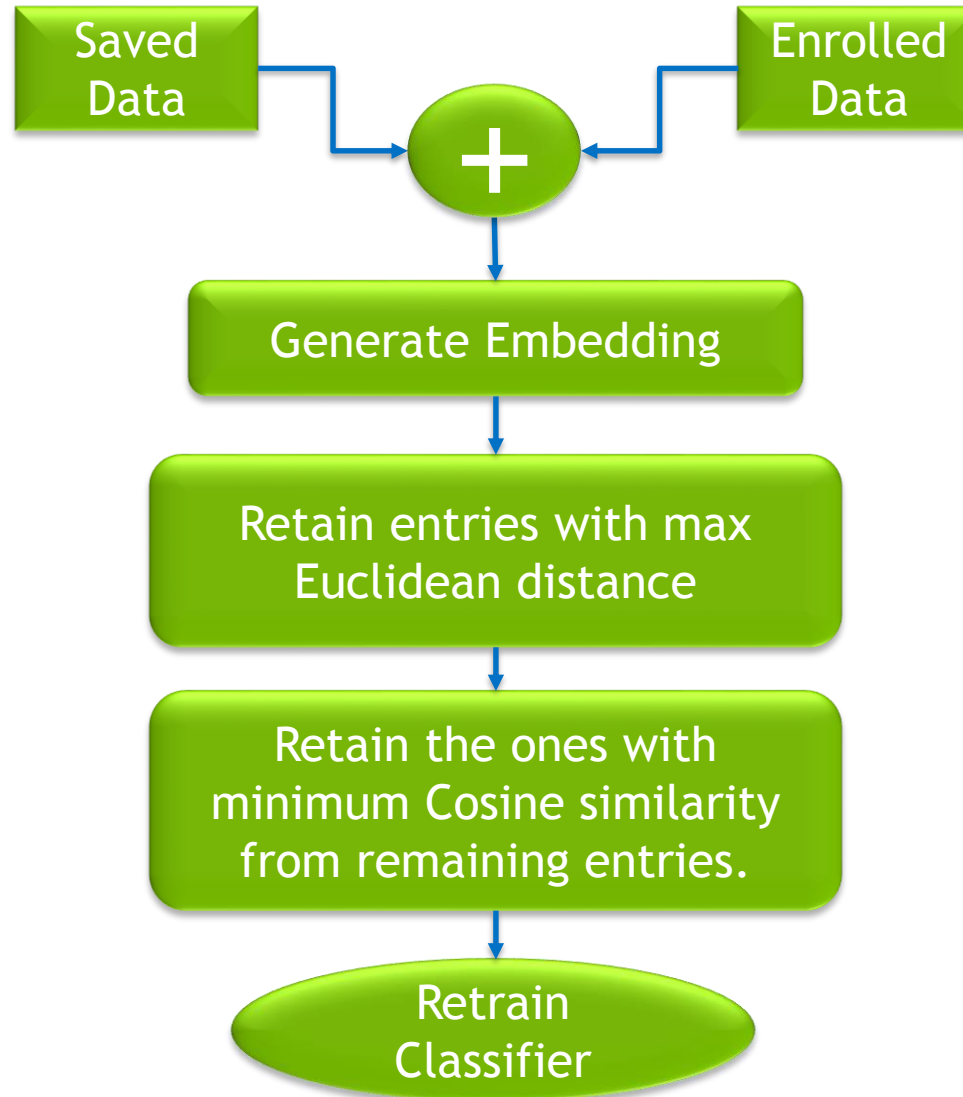 Saved
Data
Enrolled
Data
+
Generate Embedding
Retain entries with max
Euclidean distance
Retain the ones with
minimum Cosine similarity
from remaining entries.
Retrain
Classifier